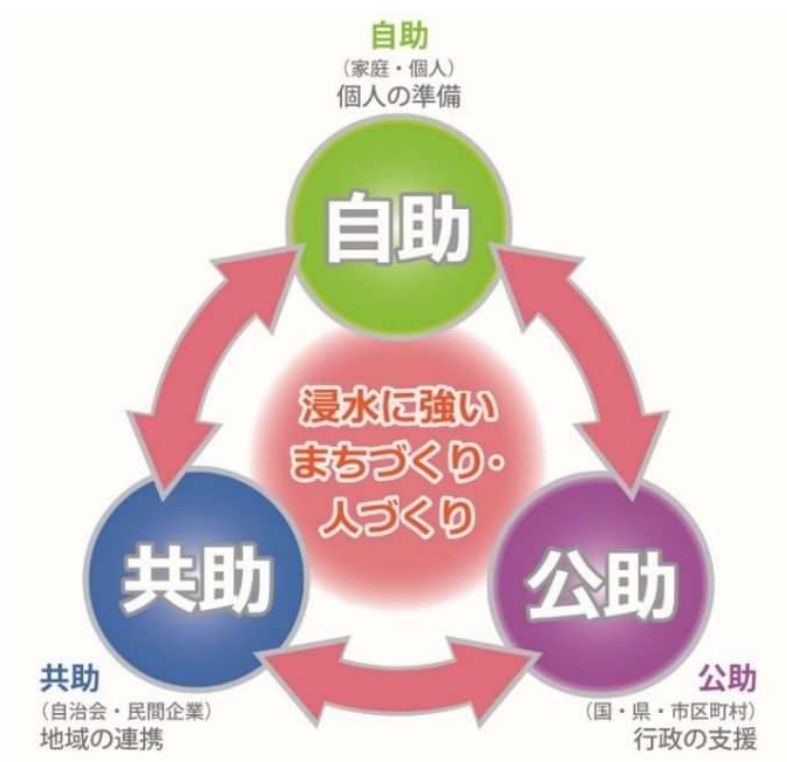 自助
（家庭・個人）
個人の準備
自助
浸水に強い
まちづくり・
人づくり
共助
公助
共助
（自治会・民間企業）
地域の連携
公助
（国・県・市区町村）
行政の支援